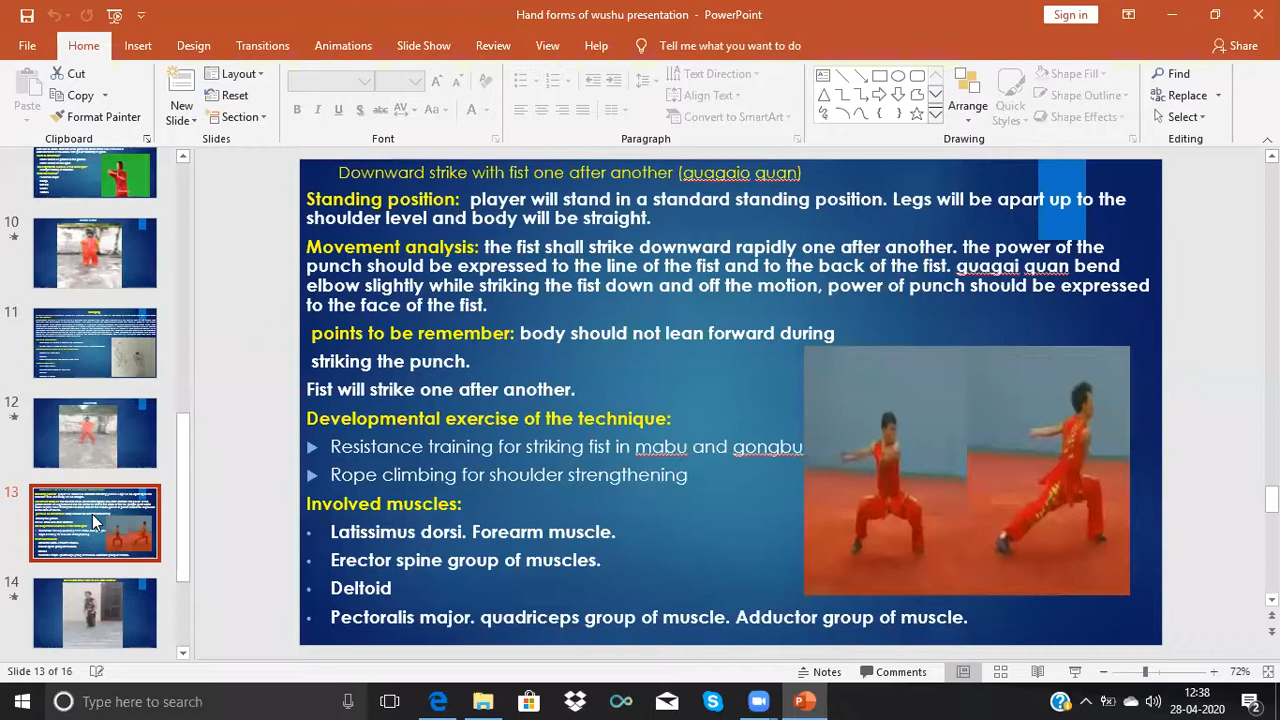 Hand forms of wushu presentation - PowerPoint
Sign in
File Home Insert Design Transitions Animations Slide Show Review View Help Tell me what you want to do Share
Paste
Cut
Copy
Format Painter
Clipboard
New Slide
Layout
Reset
Section
Slides
B I U S abc AV Aa A
Font
Text Direction
Align Text
Convert to SmartArt
Paragraph
Arrange
Quick Styles
Shape Fill
Shape Outline
Shape Effects
Drawing
Find
Replace
Select
Editing
10
11
12
13
14
Downward strike with fist one after another (guagaio quan)
Standing position: player will stand in a standard standing position. Legs will be apart up to the
shoulder level and body will be straight.
Movement analysis: the fist shall strike downward rapidly one after another. the power of the
punch should be expressed to the line of the fist and to the back of the fist. guagai quan bend
elbow slightly while striking the fist down and off the motion, power of punch should be expressed
to the face of the fist.
points to be remember: body should not lean forward during
striking the punch.
Fist will strike one after another.
Developmental exercise of the technique:
Resistance training for striking fist in mabu and gongbu
Rope climbing for shoulder strengthening
Involved muscles:
Latissimus dorsi. Forearm muscle.
Erector spine group of muscles.
Deltoid
Pectoralis major. quadriceps group of muscle. Adductor group of muscle.
Slide 13 of 16
Notes
Comments
72%
Type here to search
12:38
28-04-2020
2